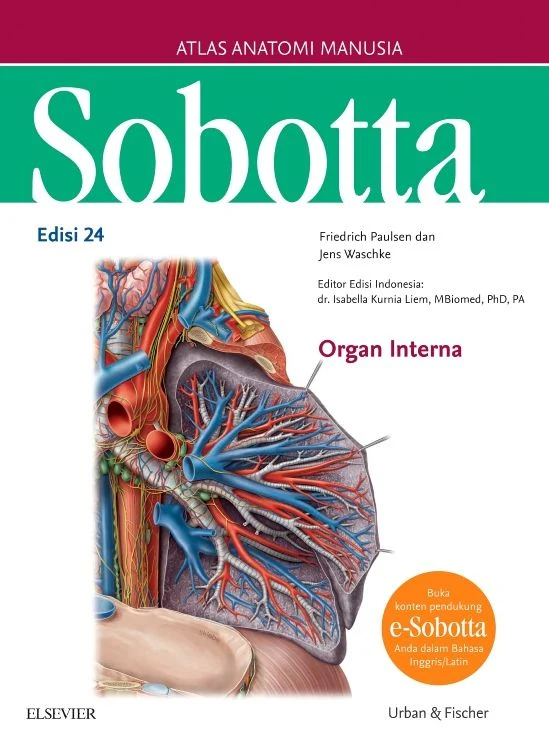 ATLAS ANATOMI MANUSIA
Sobotta
Edisi 24
Friedrich Paulsen dan
Jens Waschke
Editor Edisi Indonesia:
dr. Isabella Kurnia Liem, MBiomed, PhD, PA
Organ Interna
Buka
konten pendukung
e-Sobotta
Anda dalam Bahasa
Inggris/Latin
ELSEVIER
Urban & Fischer